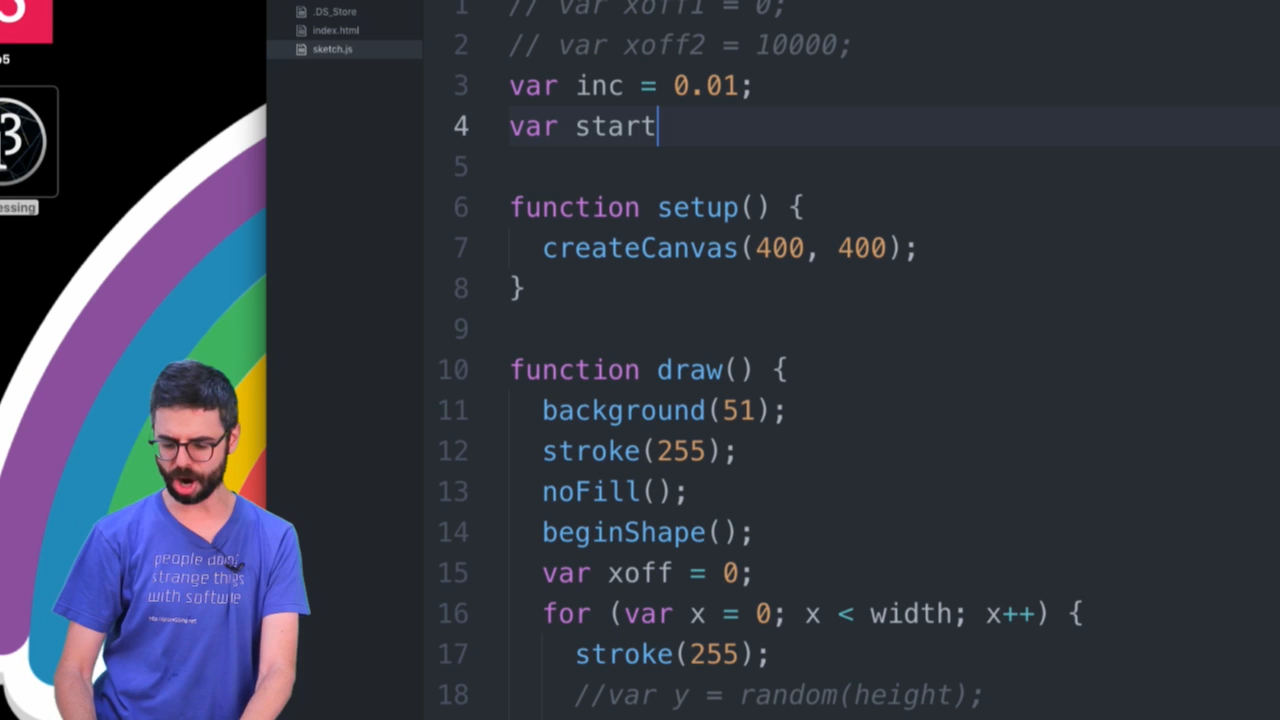 p5
essing
.DS_Store
index.html
sketch.js
1 // var xoff1 = 0;
2 // var xoff2 = 10000;
3 var inc = 0.01;
4 var start
5
6 function setup() {
7 createCanvas(400, 400);
8 }
9
10 function draw() {
11 background(51);
12 stroke(255);
13 noFill();
14 beginShape();
15 var xoff = 0;
16 for (var x = 0; x < width; x++) {
17 stroke(255);
18 //var y = random(height);
people doing
strange things
with software